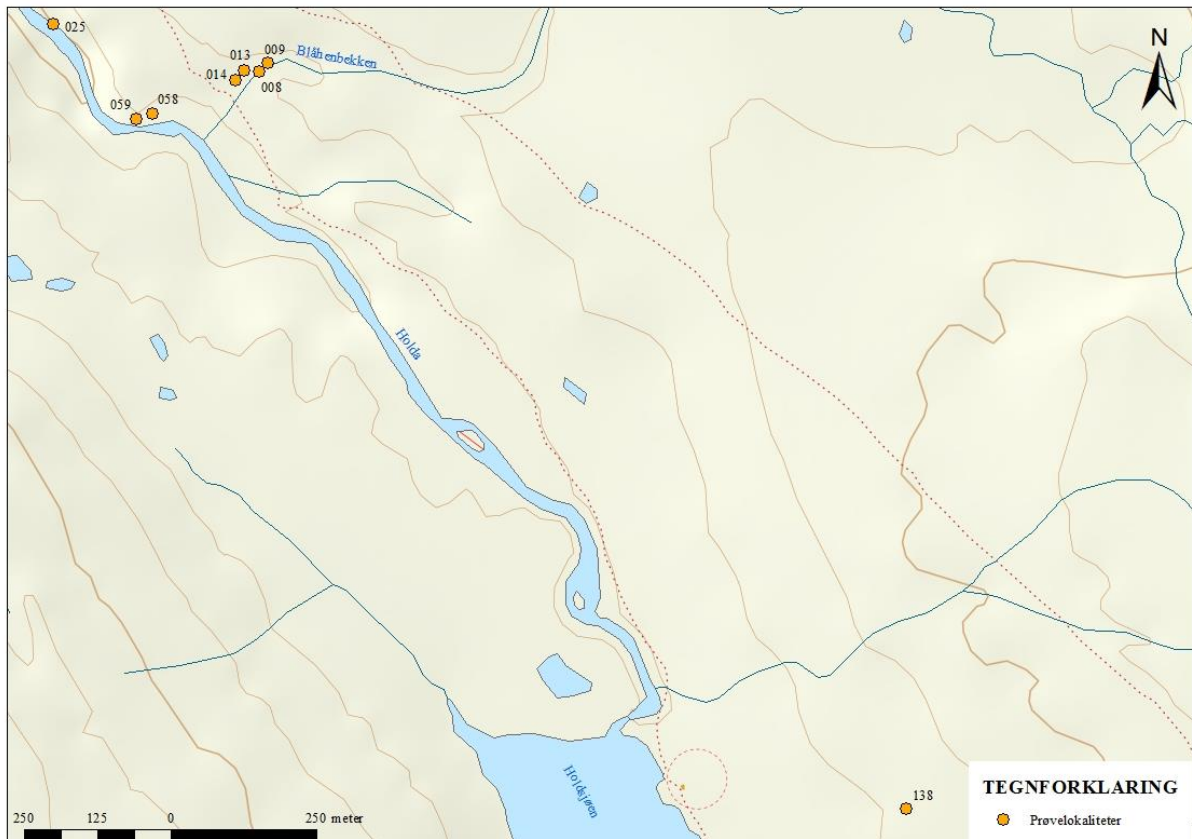 025
N
009
Blåhenbekken
013
014
008
058
059
Holda
Holdsjøen
138
TEGNFORKLARING
Prøvelokaliteter
250 125 0 250 meter